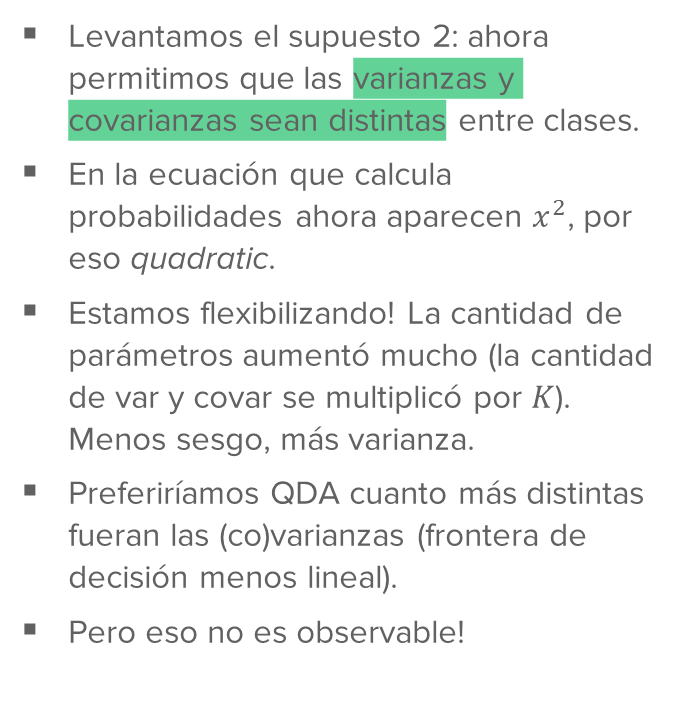 ▪ Levantamos el supuesto 2: ahora
permitimos que las varianzas y
covarianzas sean distintas entre clases.
▪ En la ecuación que calcula
probabilidades ahora aparecen x², por
eso quadratic.
▪ Estamos flexibilizando! La cantidad de
parámetros aumentó mucho (la cantidad
de var y covar se multiplicó por K).
Menos sesgo, más varianza.
▪ Preferiríamos QDA cuanto más distintas
fueran las (co)varianzas (frontera de
decisión menos lineal).
▪ Pero eso no es observable!